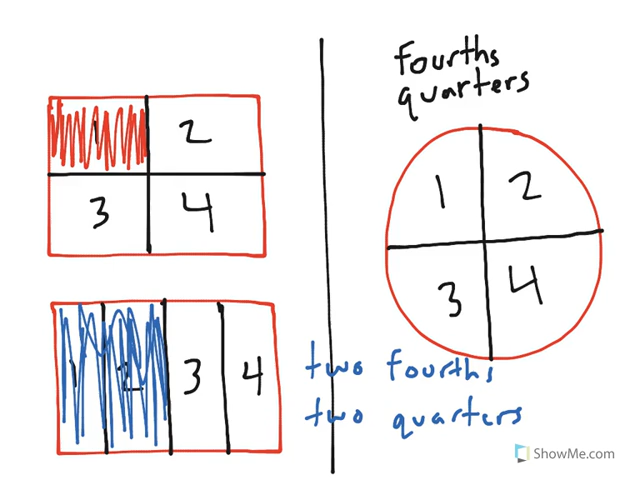 fourths
quarters
1 2
3 4
1 2
3 4
1 2 3 4
two fourths
two quarters
ShowMe.com